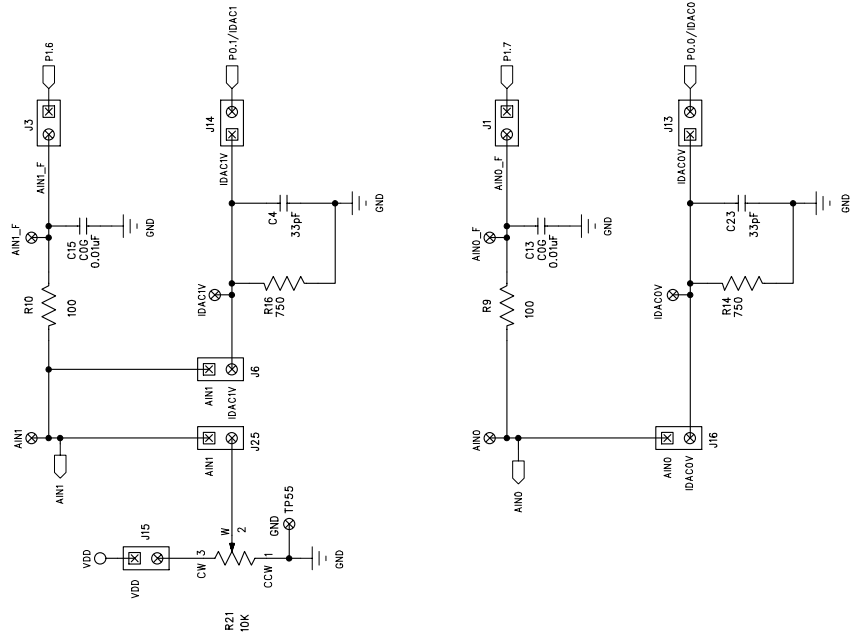 P1.6
J3
AIN1_F
AIN1_F
C15
C0G
0.01uF
GND
R10
100
AIN1
AIN1
P0.1/IDAC1
J14
IDAC1V
C4
33pF
GND
IDAC1V
R16
750
J6
AIN1
IDAC1V
J25
AIN1
W
2
GND
TP55
GND
J15
VDD
VDD
CW
3
CCW
1
R21
10K
P1.7
J1
AIN0_F
AIN0_F
C13
C0G
0.01uF
GND
R9
100
AIN0
AIN0
P0.0/IDAC0
J13
IDAC0V
C23
33pF
GND
IDAC0V
R14
750
J16
AIN0
IDAC0V